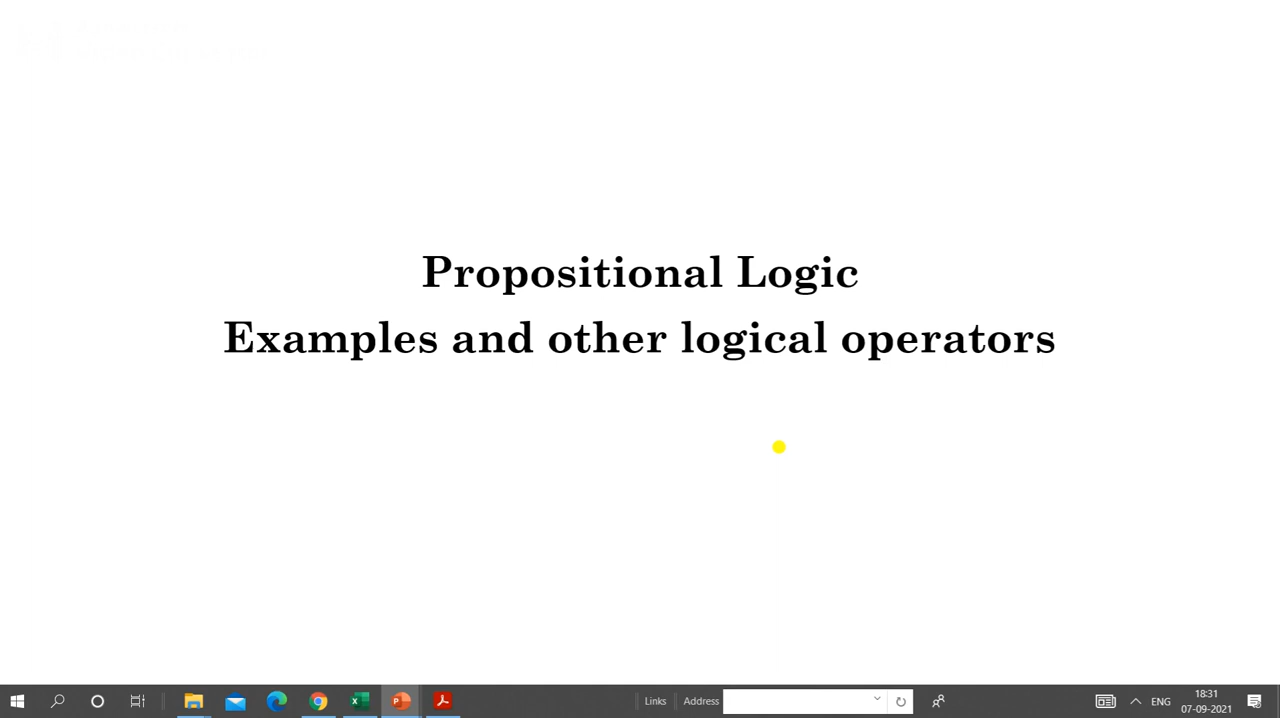 Propositional Logic
Examples and other logical operators
Links
Address
ENG
18:31
07-09-2021